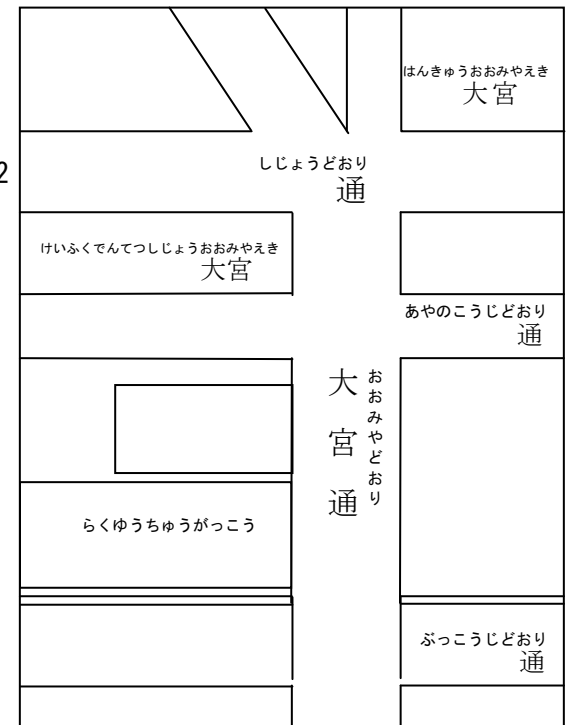 はんきゅうおおみやえき
大宮
2
しじょうどおり
通
けいふくでんてつしじょうおおみやえき
大宮
あやのこうじどおり
通
おおみやどおり
大宮通
らくゆうちゅうがっこう
ぶっこうじどおり
通